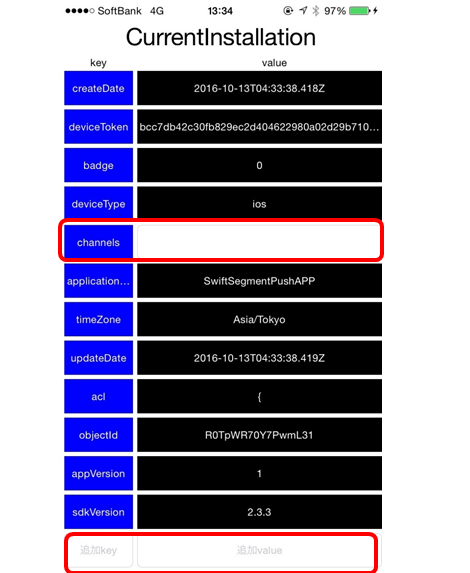 ●●●●○ SoftBank 4G 13:34 97%
CurrentInstallation
key value
createDate 2016-10-13T04:33:38.418Z
deviceToken bcc7db42c30fb829ec2d404622980a02d29b710...
badge 0
deviceType ios
channels
application... SwiftSegmentPushAPP
timeZone Asia/Tokyo
updateDate 2016-10-13T04:33:38.419Z
acl {
objectId R0TpWR70Y7PwmL31
appVersion 1
sdkVersion 2.3.3
追加key 追加value